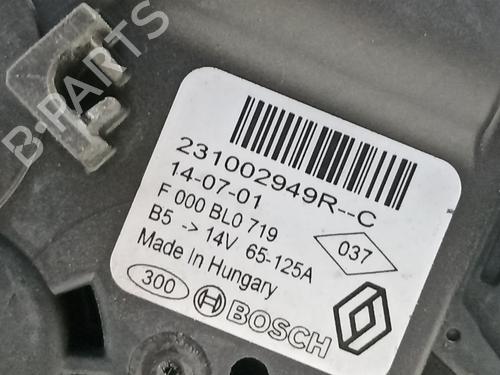 B-PARTS
231002949R--C
14-07-01
F 000 BL0 719
B5 -> 14V 65-125A
Made in Hungary
037
300
BOSCH